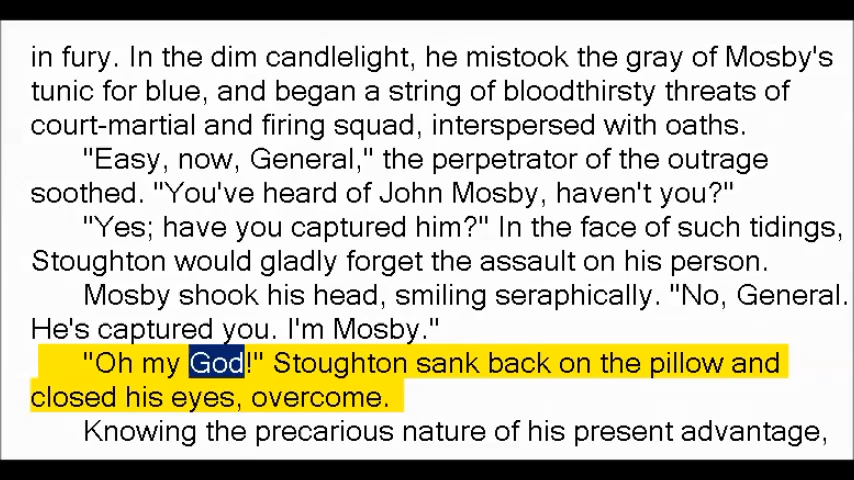 in fury. In the dim candlelight, he mistook the gray of Mosby's
tunic for blue, and began a string of bloodthirsty threats of
court-martial and firing squad, interspersed with oaths.
"Easy, now, General," the perpetrator of the outrage
soothed. "You've heard of John Mosby, haven't you?"
"Yes; have you captured him?" In the face of such tidings,
Stoughton would gladly forget the assault on his person.
Mosby shook his head, smiling seraphically. "No, General.
He's captured you. I'm Mosby."
"Oh my God!" Stoughton sank back on the pillow and
closed his eyes, overcome.
Knowing the precarious nature of his present advantage,